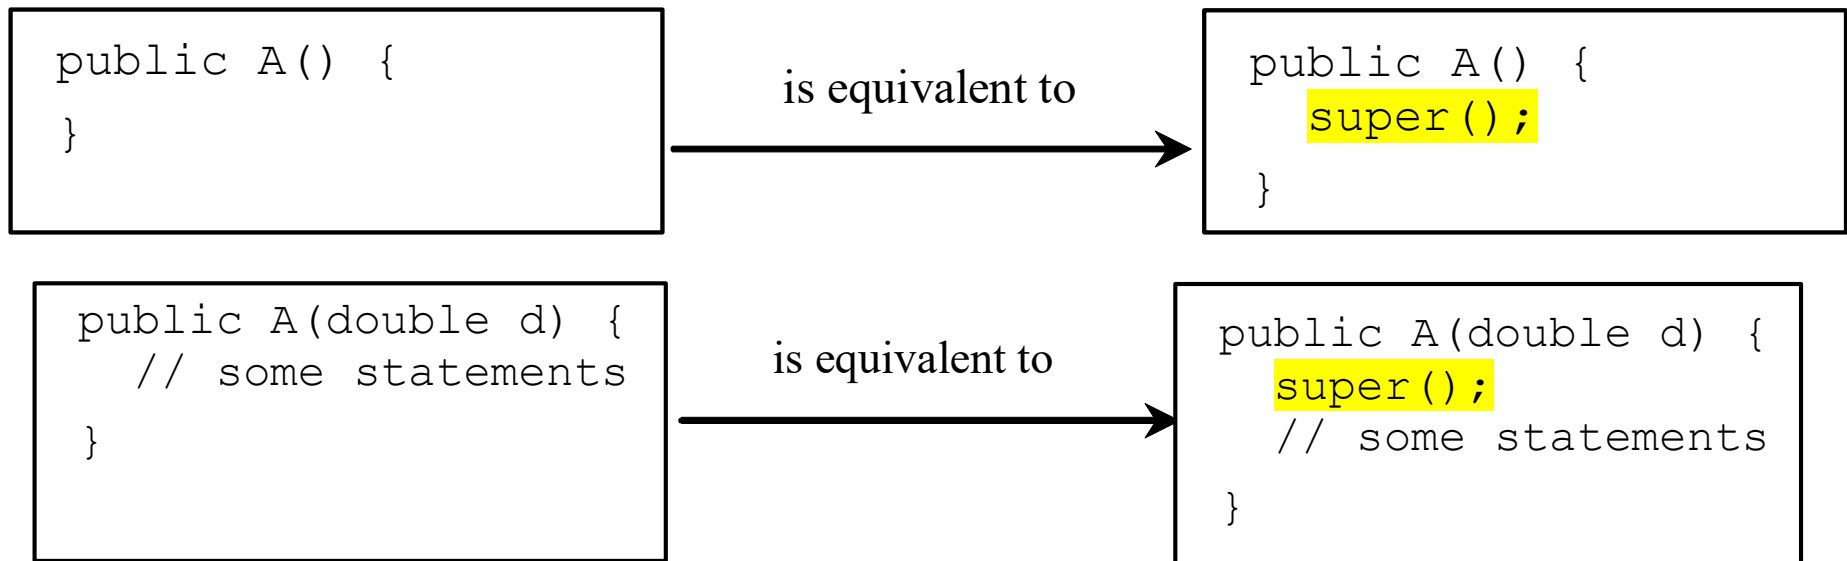 public A() {
}
is equivalent to
public A() {
super();
}
public A(double d) {
// some statements
}
is equivalent to
public A(double d) {
super();
// some statements
}